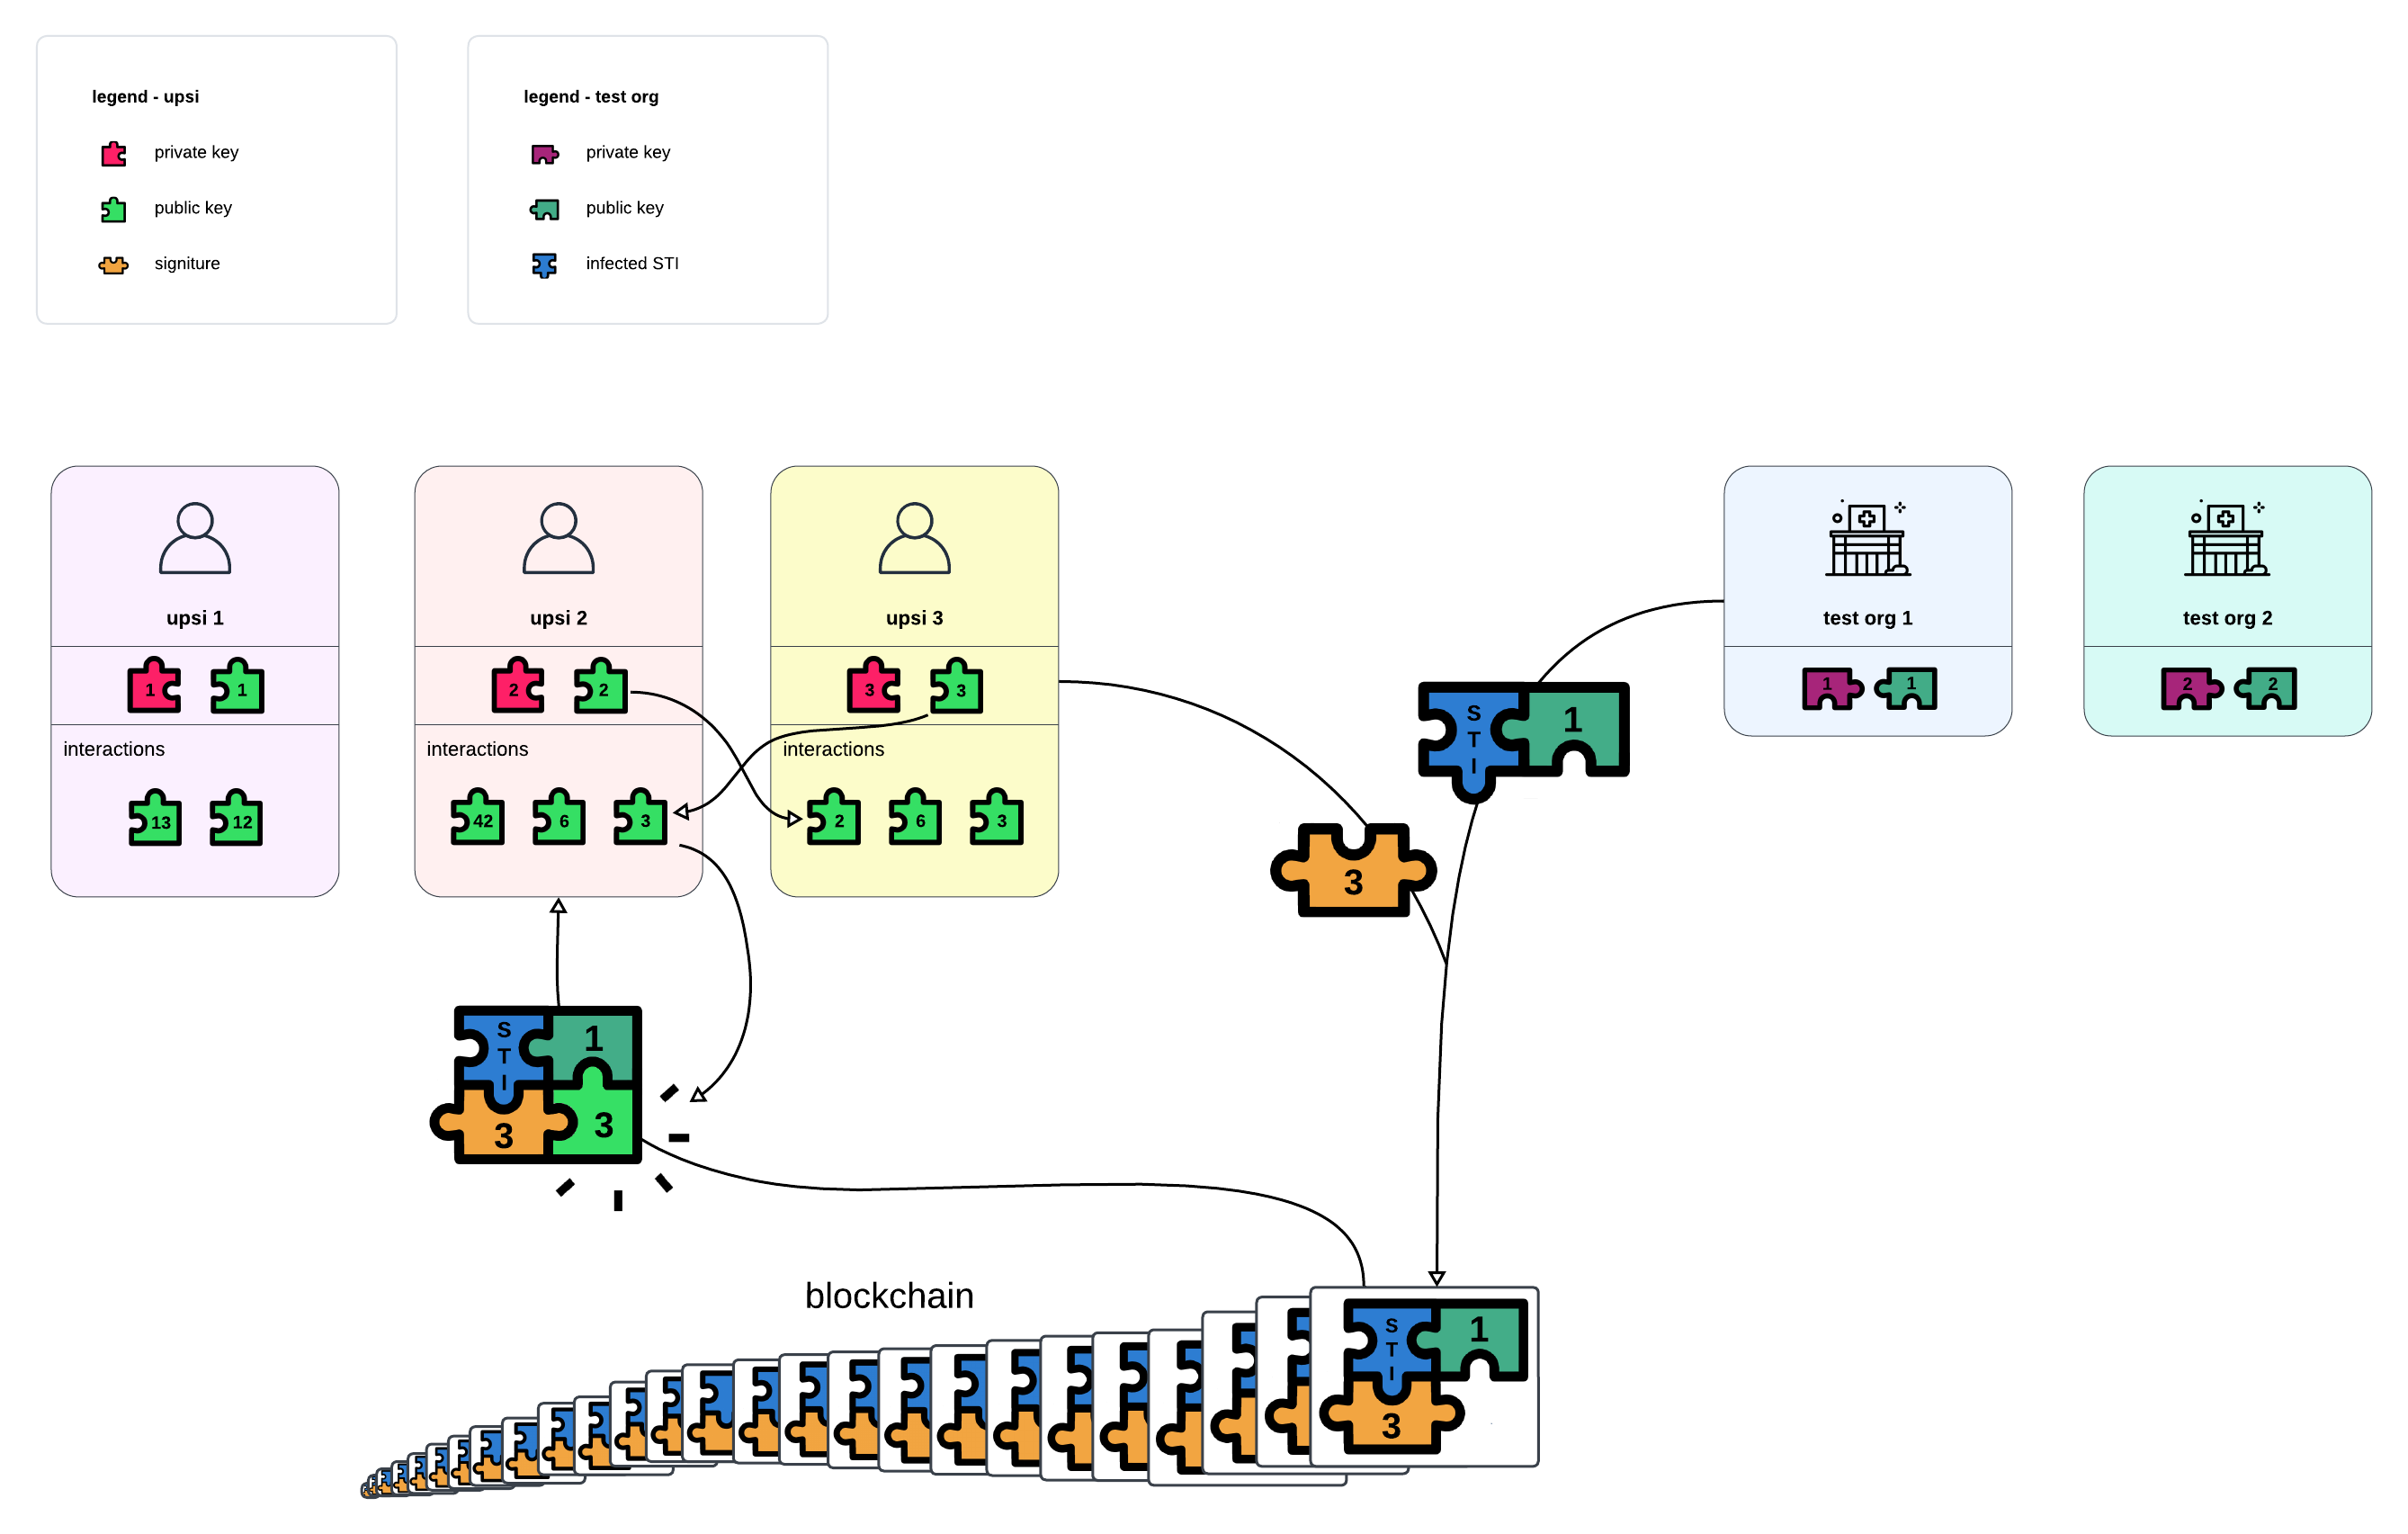 legend - upsi
private key
public key
signiture
legend - test org
private key
public key
infected STI
upsi 1
1 1
interactions
13 12
upsi 2
2 2
interactions
42 6 3
upsi 3
3 3
interactions
2 6 3
test org 1
1 1
test org 2
2 2
STI 1
3
STI 1
3 3
blockchain
STI 1
3